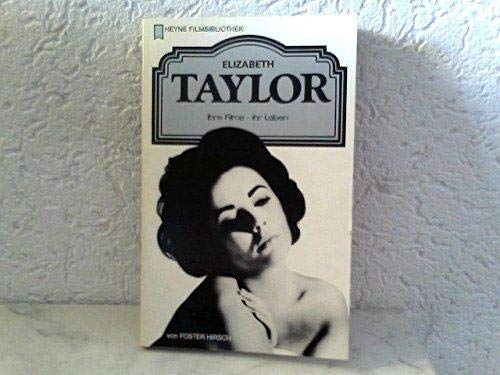 HEYNE FILMBIBLIOTHEK
ELIZABETH
TAYLOR
Ihre Filme - ihr Leben
von FOSTER HIRSCH